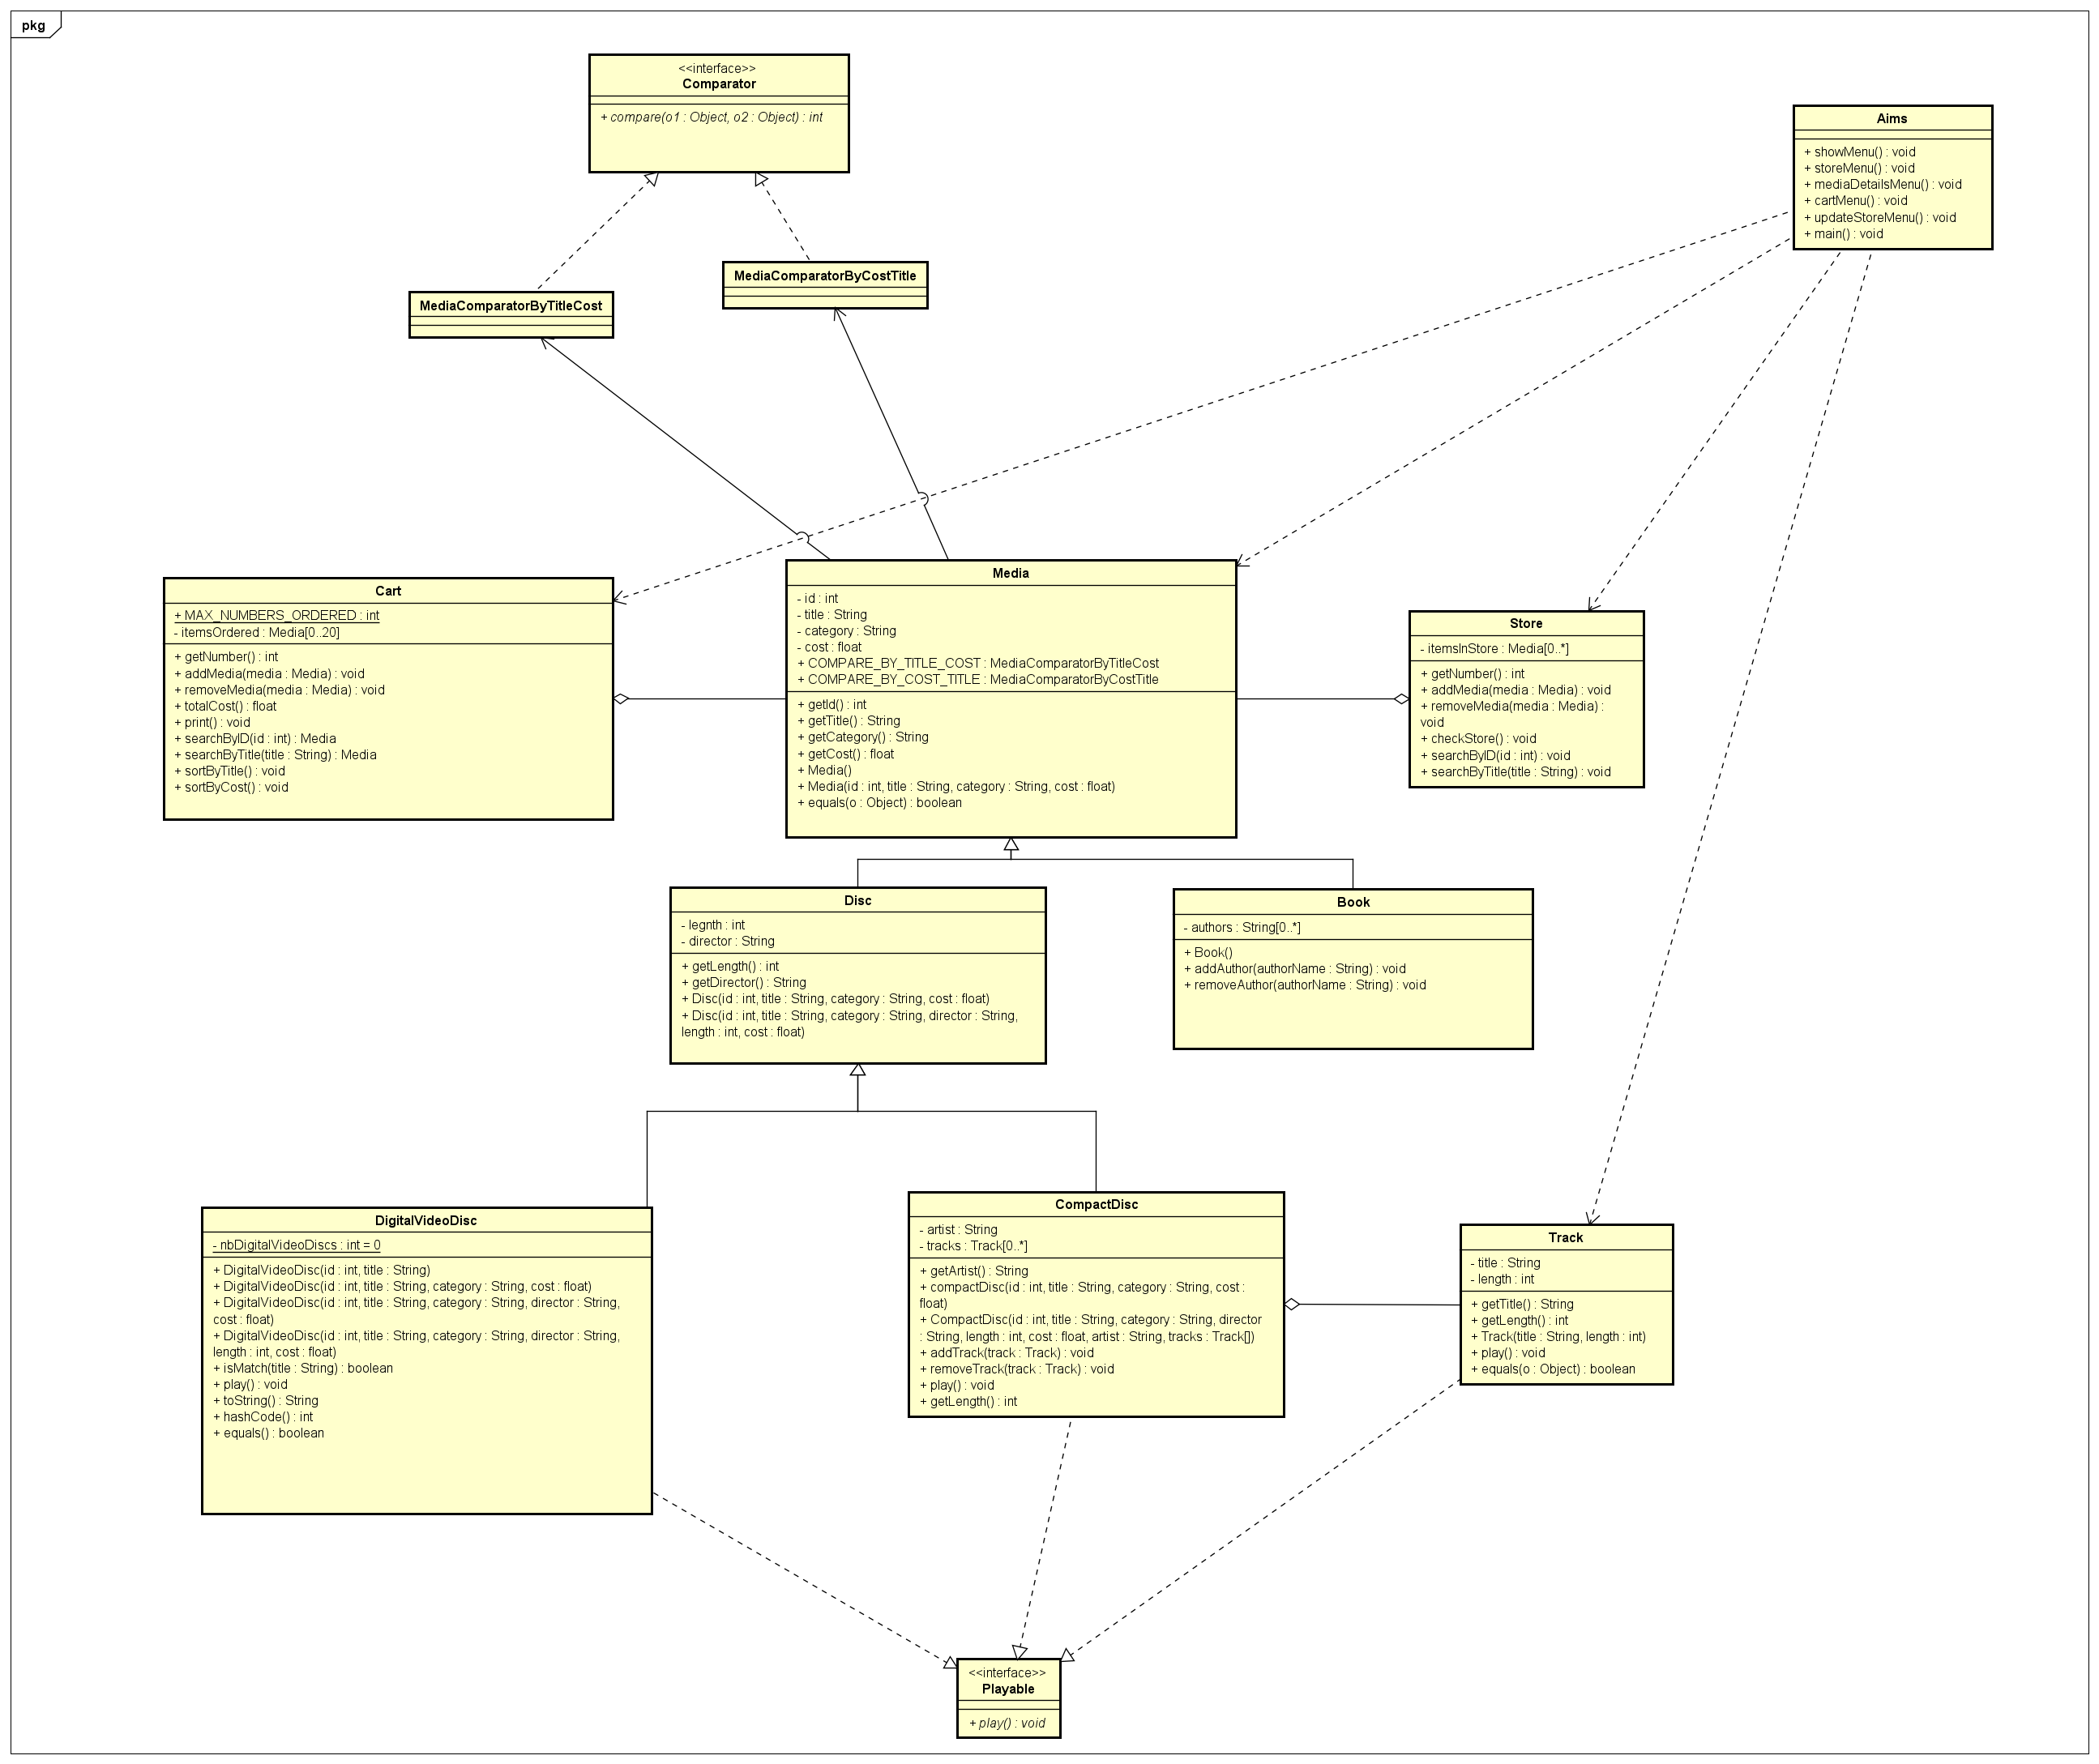 pkg
<<interface>>
Comparator
+ compare(o1 : Object, o2 : Object) : int
Aims
+ showMenu() : void
+ storeMenu() : void
+ mediaDetailsMenu() : void
+ cartMenu() : void
+ updateStoreMenu() : void
+ main() : void
MediaComparatorByCostTitle
MediaComparatorByTitleCost
Cart
+ MAX_NUMBERS_ORDERED : int
- itemsOrdered : Media[0..20]
+ getNumber() : int
+ addMedia(media : Media) : void
+ removeMedia(media : Media) : void
+ totalCost() : float
+ print() : void
+ searchByID(id : int) : Media
+ searchByTitle(title : String) : Media
+ sortByTitle() : void
+ sortByCost() : void
Media
- id : int
- title : String
- category : String
- cost : float
+ COMPARE_BY_TITLE_COST : MediaComparatorByTitleCost
+ COMPARE_BY_COST_TITLE : MediaComparatorByCostTitle
+ getId() : int
+ getTitle() : String
+ getCategory() : String
+ getCost() : float
+ Media()
+ Media(id : int, title : String, category : String, cost : float)
+ equals(o : Object) : boolean
Store
- itemsInStore : Media[0..*]
+ getNumber() : int
+ addMedia(media : Media) : void
+ removeMedia(media : Media) :
void
+ checkStore() : void
+ searchByID(id : int) : void
+ searchByTitle(title : String) : void
Disc
- legnth : int
- director : String
+ getLength() : int
+ getDirector() : String
+ Disc(id : int, title : String, category : String, cost : float)
+ Disc(id : int, title : String, category : String, director : String,
length : int, cost : float)
Book
- authors : String[0..*]
+ Book()
+ addAuthor(authorName : String) : void
+ removeAuthor(authorName : String) : void
DigitalVideoDisc
- nbDigitalVideoDiscs : int = 0
+ DigitalVideoDisc(id : int, title : String)
+ DigitalVideoDisc(id : int, title : String, category : String, cost : float)
+ DigitalVideoDisc(id : int, title : String, category : String, director : String,
cost : float)
+ DigitalVideoDisc(id : int, title : String, category : String, director : String,
length : int, cost : float)
+ isMatch(title : String) : boolean
+ play() : void
+ toString() : String
+ hashCode() : int
+ equals() : boolean
CompactDisc
- artist : String
- tracks : Track[0..*]
+ getArtist() : String
+ compactDisc(id : int, title : String, category : String, cost :
float)
+ CompactDisc(id : int, title : String, category : String, director
: String, length : int, cost : float, artist : String, tracks : Track[])
+ addTrack(track : Track) : void
+ removeTrack(track : Track) : void
+ play() : void
+ getLength() : int
Track
- title : String
- length : int
+ getTitle() : String
+ getLength() : int
+ Track(title : String, length : int)
+ play() : void
+ equals(o : Object) : boolean
<<interface>>
Playable
+ play() : void